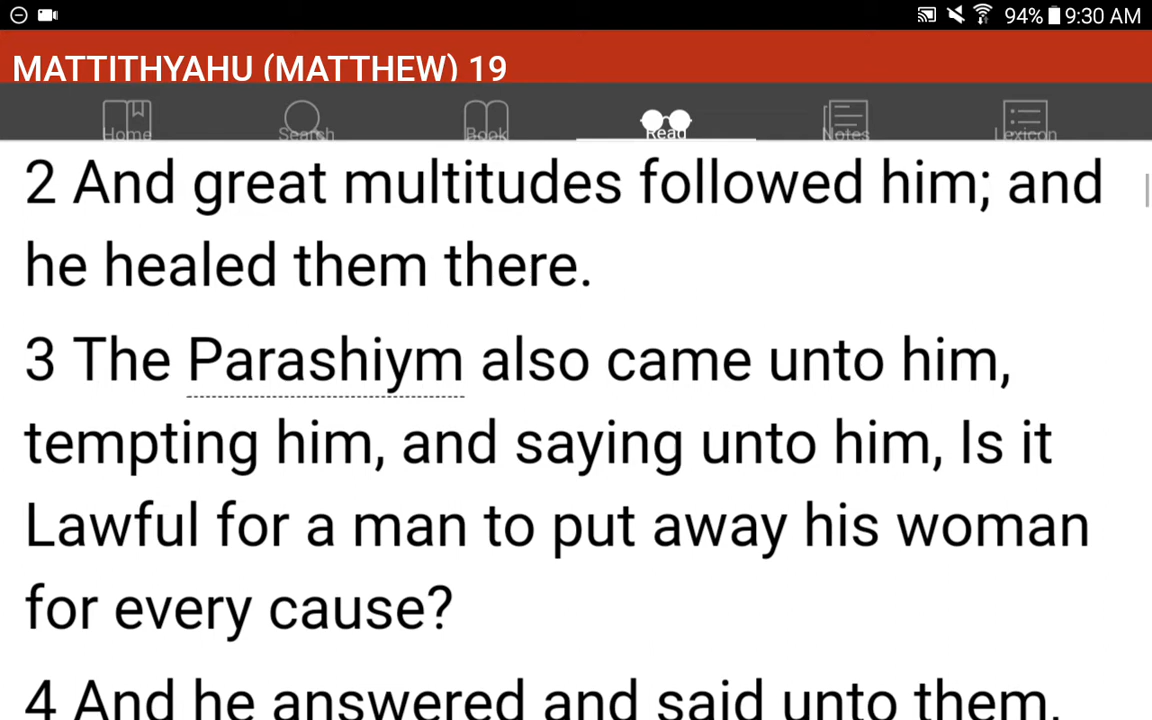 94% 9:30 AM
MATTITHYAHU (MATTHEW) 19
Home Search Book Read Notes Lexicon
2 And great multitudes followed him; and
he healed them there.
3 The Parashiym also came unto him,
tempting him, and saying unto him, Is it
Lawful for a man to put away his woman
for every cause?
4 And he answered and said unto them,